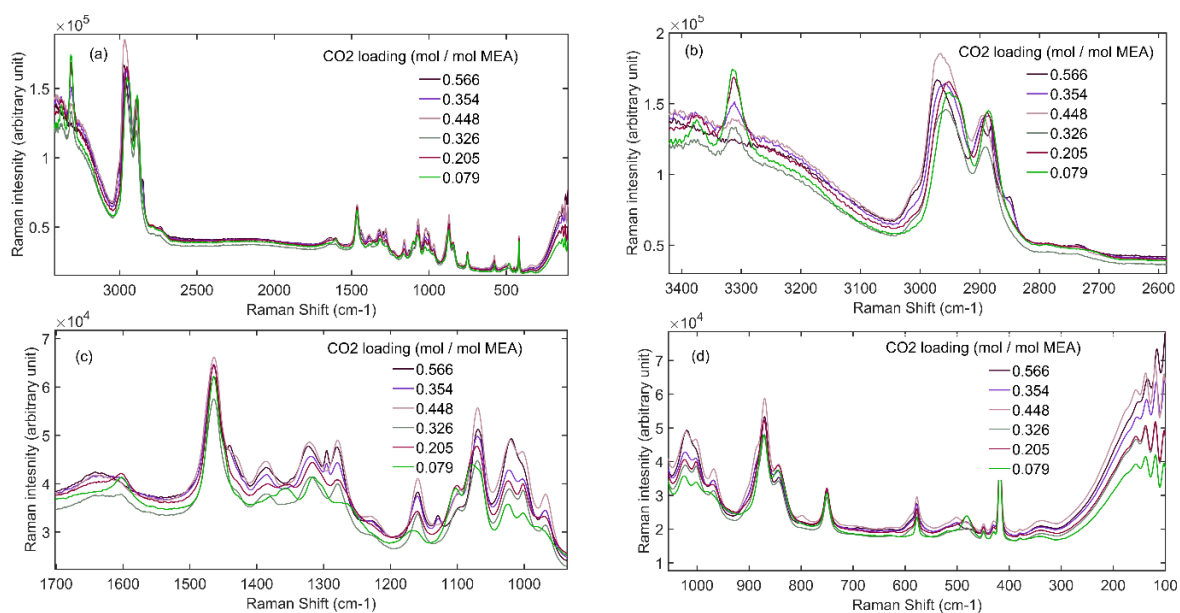 ×10⁵
(a)
CO2 loading (mol / mol MEA)
0.566
0.354
0.448
0.326
0.205
0.079
1.5
1
0.5
Raman intesnity (arbitrary unit)
3000 2500 2000 1500 1000 500
Raman Shift (cm-1)
×10⁵
(b)
CO2 loading (mol / mol MEA)
0.566
0.354
0.448
0.326
0.205
0.079
2
1.5
1
0.5
Raman intesnity (arbitrary unit)
3400 3300 3200 3100 3000 2900 2800 2700 2600
Raman Shift (cm-1)
×10⁴
(c)
CO2 loading (mol / mol MEA)
0.566
0.354
0.448
0.326
0.205
0.079
7
6
5
4
3
Raman intesnity (arbitrary unit)
1700 1600 1500 1400 1300 1200 1100 1000
Raman Shift (cm-1)
×10⁴
(d)
CO2 loading (mol / mol MEA)
0.566
0.354
0.448
0.326
0.205
0.079
7
6
5
4
3
2
1
Raman intesnity (arbitrary unit)
1000 900 800 700 600 500 400 300 200 100
Raman Shift (cm-1)